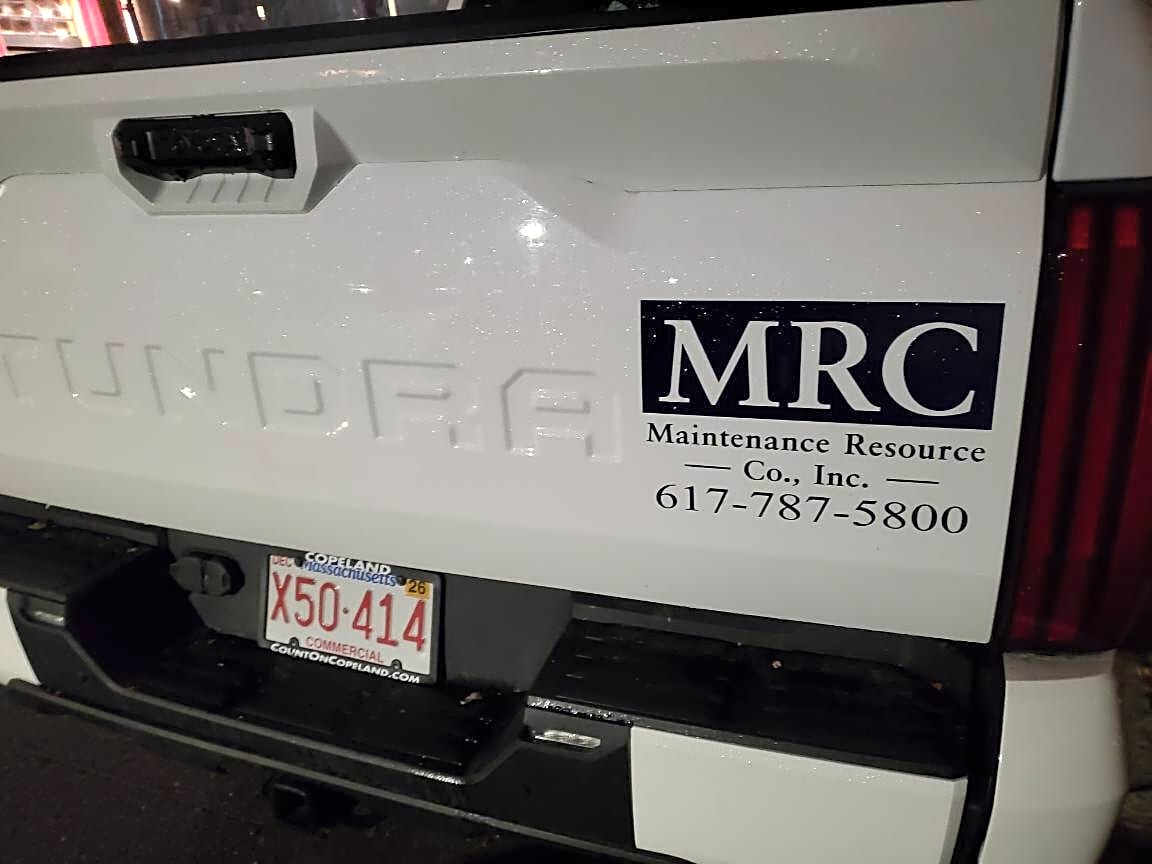 TUNDRA
MRC
Maintenance Resource
Co., Inc.
617-787-5800
COPELAND
DEC Massachusetts 26
X50·414
COMMERCIAL
COUNTONCOPELAND.COM